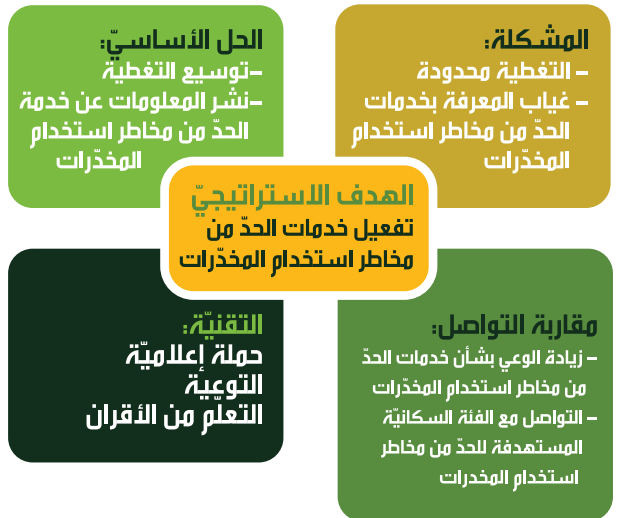 المشكلة:
– التغطية محدودة
– غياب المعرفة بخدمات
الحدّ من مخاطر استخدام
المخدّرات
الحل الأساسيّ:
–توسيع التغطية
–نشر المعلومات عن خدمة
الحدّ من مخاطر استخدام
المخدّرات
الهدف الاستراتيجيّ
تفعيل خدمات الحدّ من
مخاطر استخدام المخدّرات
مقاربة التواصل:
– زيادة الوعي بشأن خدمات الحدّ
من مخاطر استخدام المخدّرات
– التواصل مع الفئة السكانيّة
المستهدفة للحدّ من مخاطر
استخدام المخدرات
التقنيّة:
حملة إعلاميّة
التوعية
التعلّم من الأقران